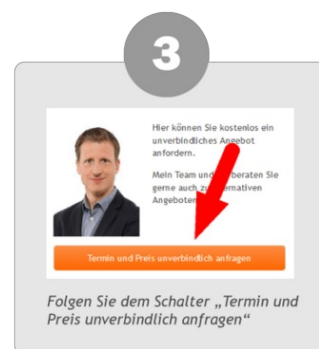 3
Hier können Sie kostenlos ein
unverbindliches Angebot
anfordern.
Mein Team und beraten Sie
gerne auch zu
Angeboten
Termin und Preis unverbindlich anfragen
Folgen Sie dem Schalter „Termin und
Preis unverbindlich anfragen“